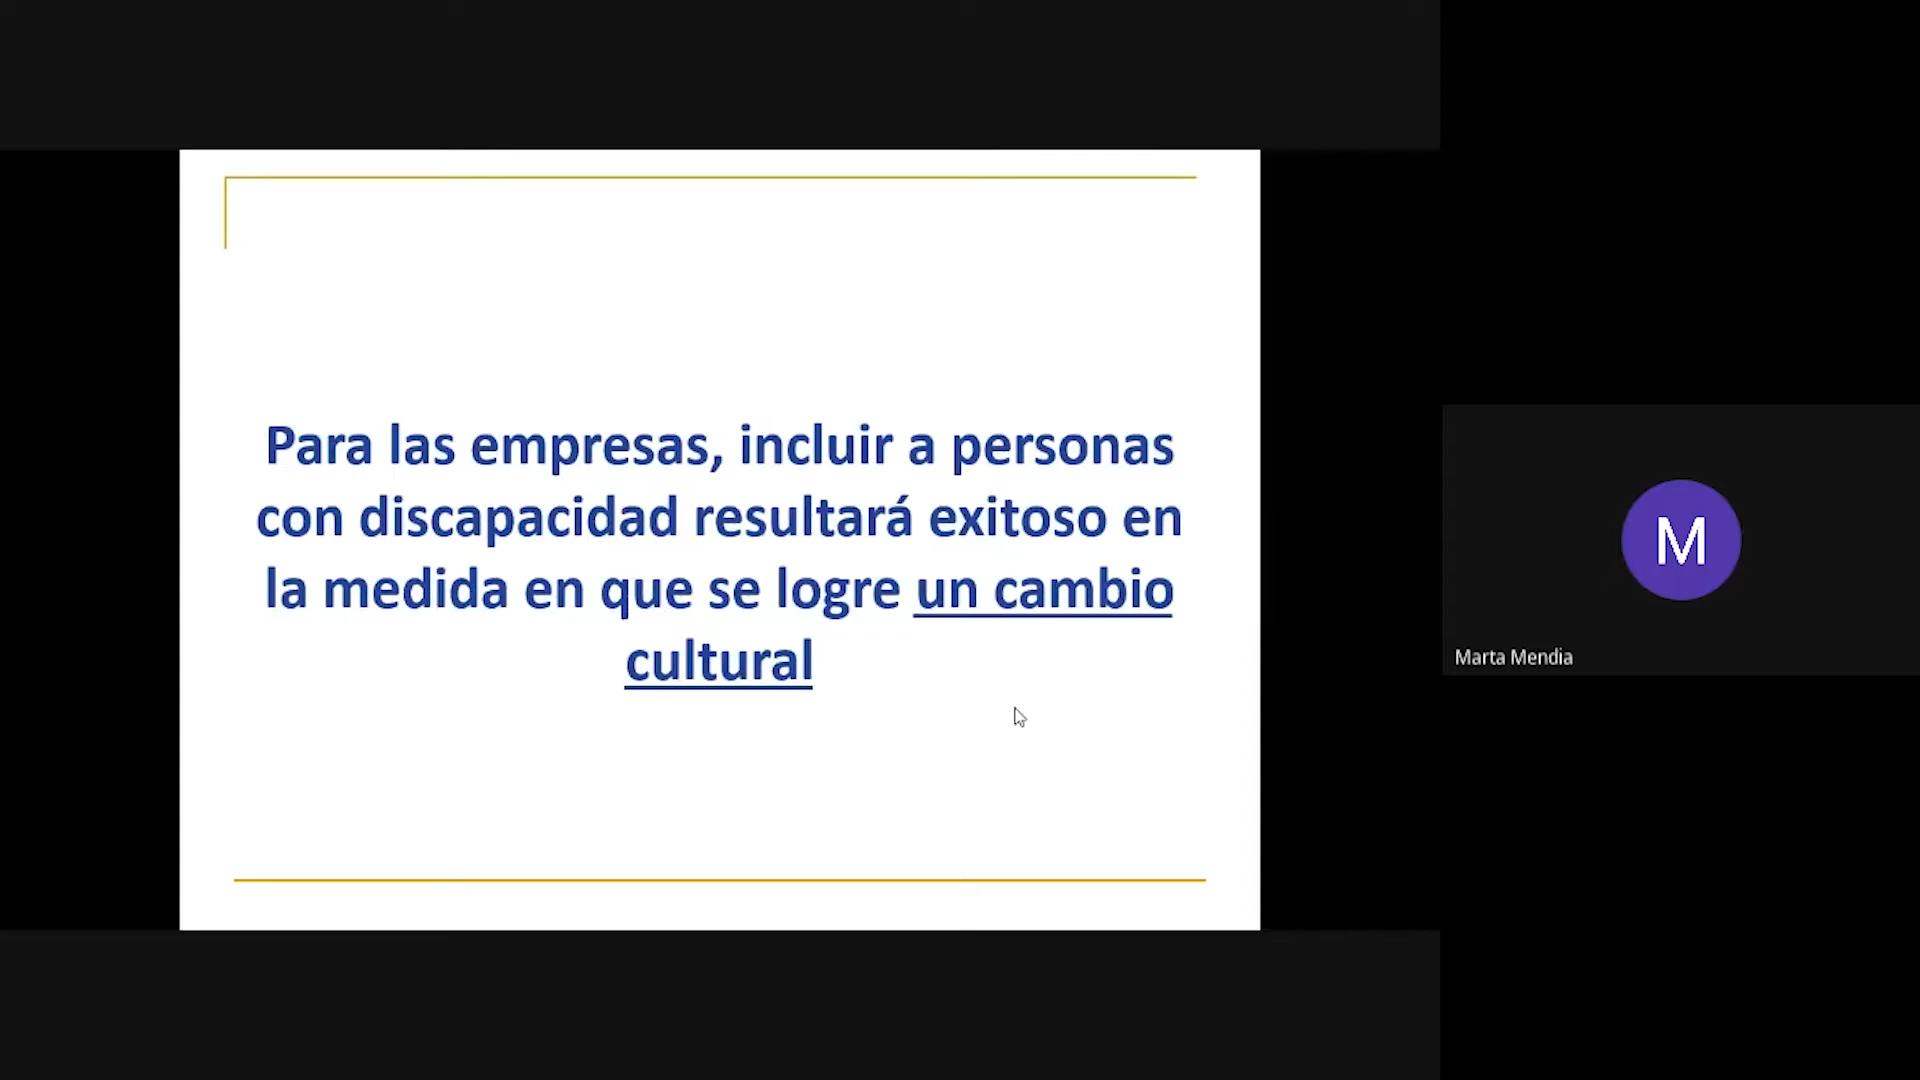 Para las empresas, incluir a personas
con discapacidad resultará exitoso en
la medida en que se logre un cambio
cultural
M
Marta Mendia